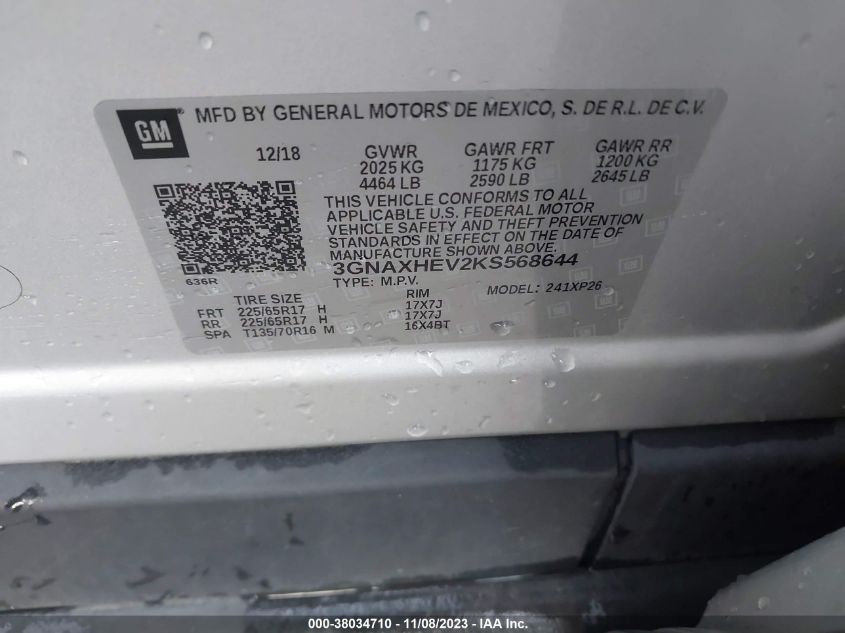 GM
MFD BY GENERAL MOTORS DE MEXICO, S. DE R.L. DE C.V.
12/18 GVWR GAWR FRT GAWR RR
2025 KG 1175 KG 1200 KG
4464 LB 2590 LB 2645 LB
THIS VEHICLE CONFORMS TO ALL
APPLICABLE U.S. FEDERAL MOTOR
VEHICLE SAFETY AND THEFT PREVENTION
STANDARDS IN EFFECT ON THE DATE OF
MANUFACTURE SHOWN ABOVE.
3GNAXHEV2KS568644
636R
TYPE: M.P.V. MODEL: 241XP26
TIRE SIZE RIM
FRT 225/65R17 H 17X7J
RR 225/65R17 H 17X7J
SPA T135/70R16 M 16X4BT
000-38034710 - 11/08/2023 - IAA Inc.